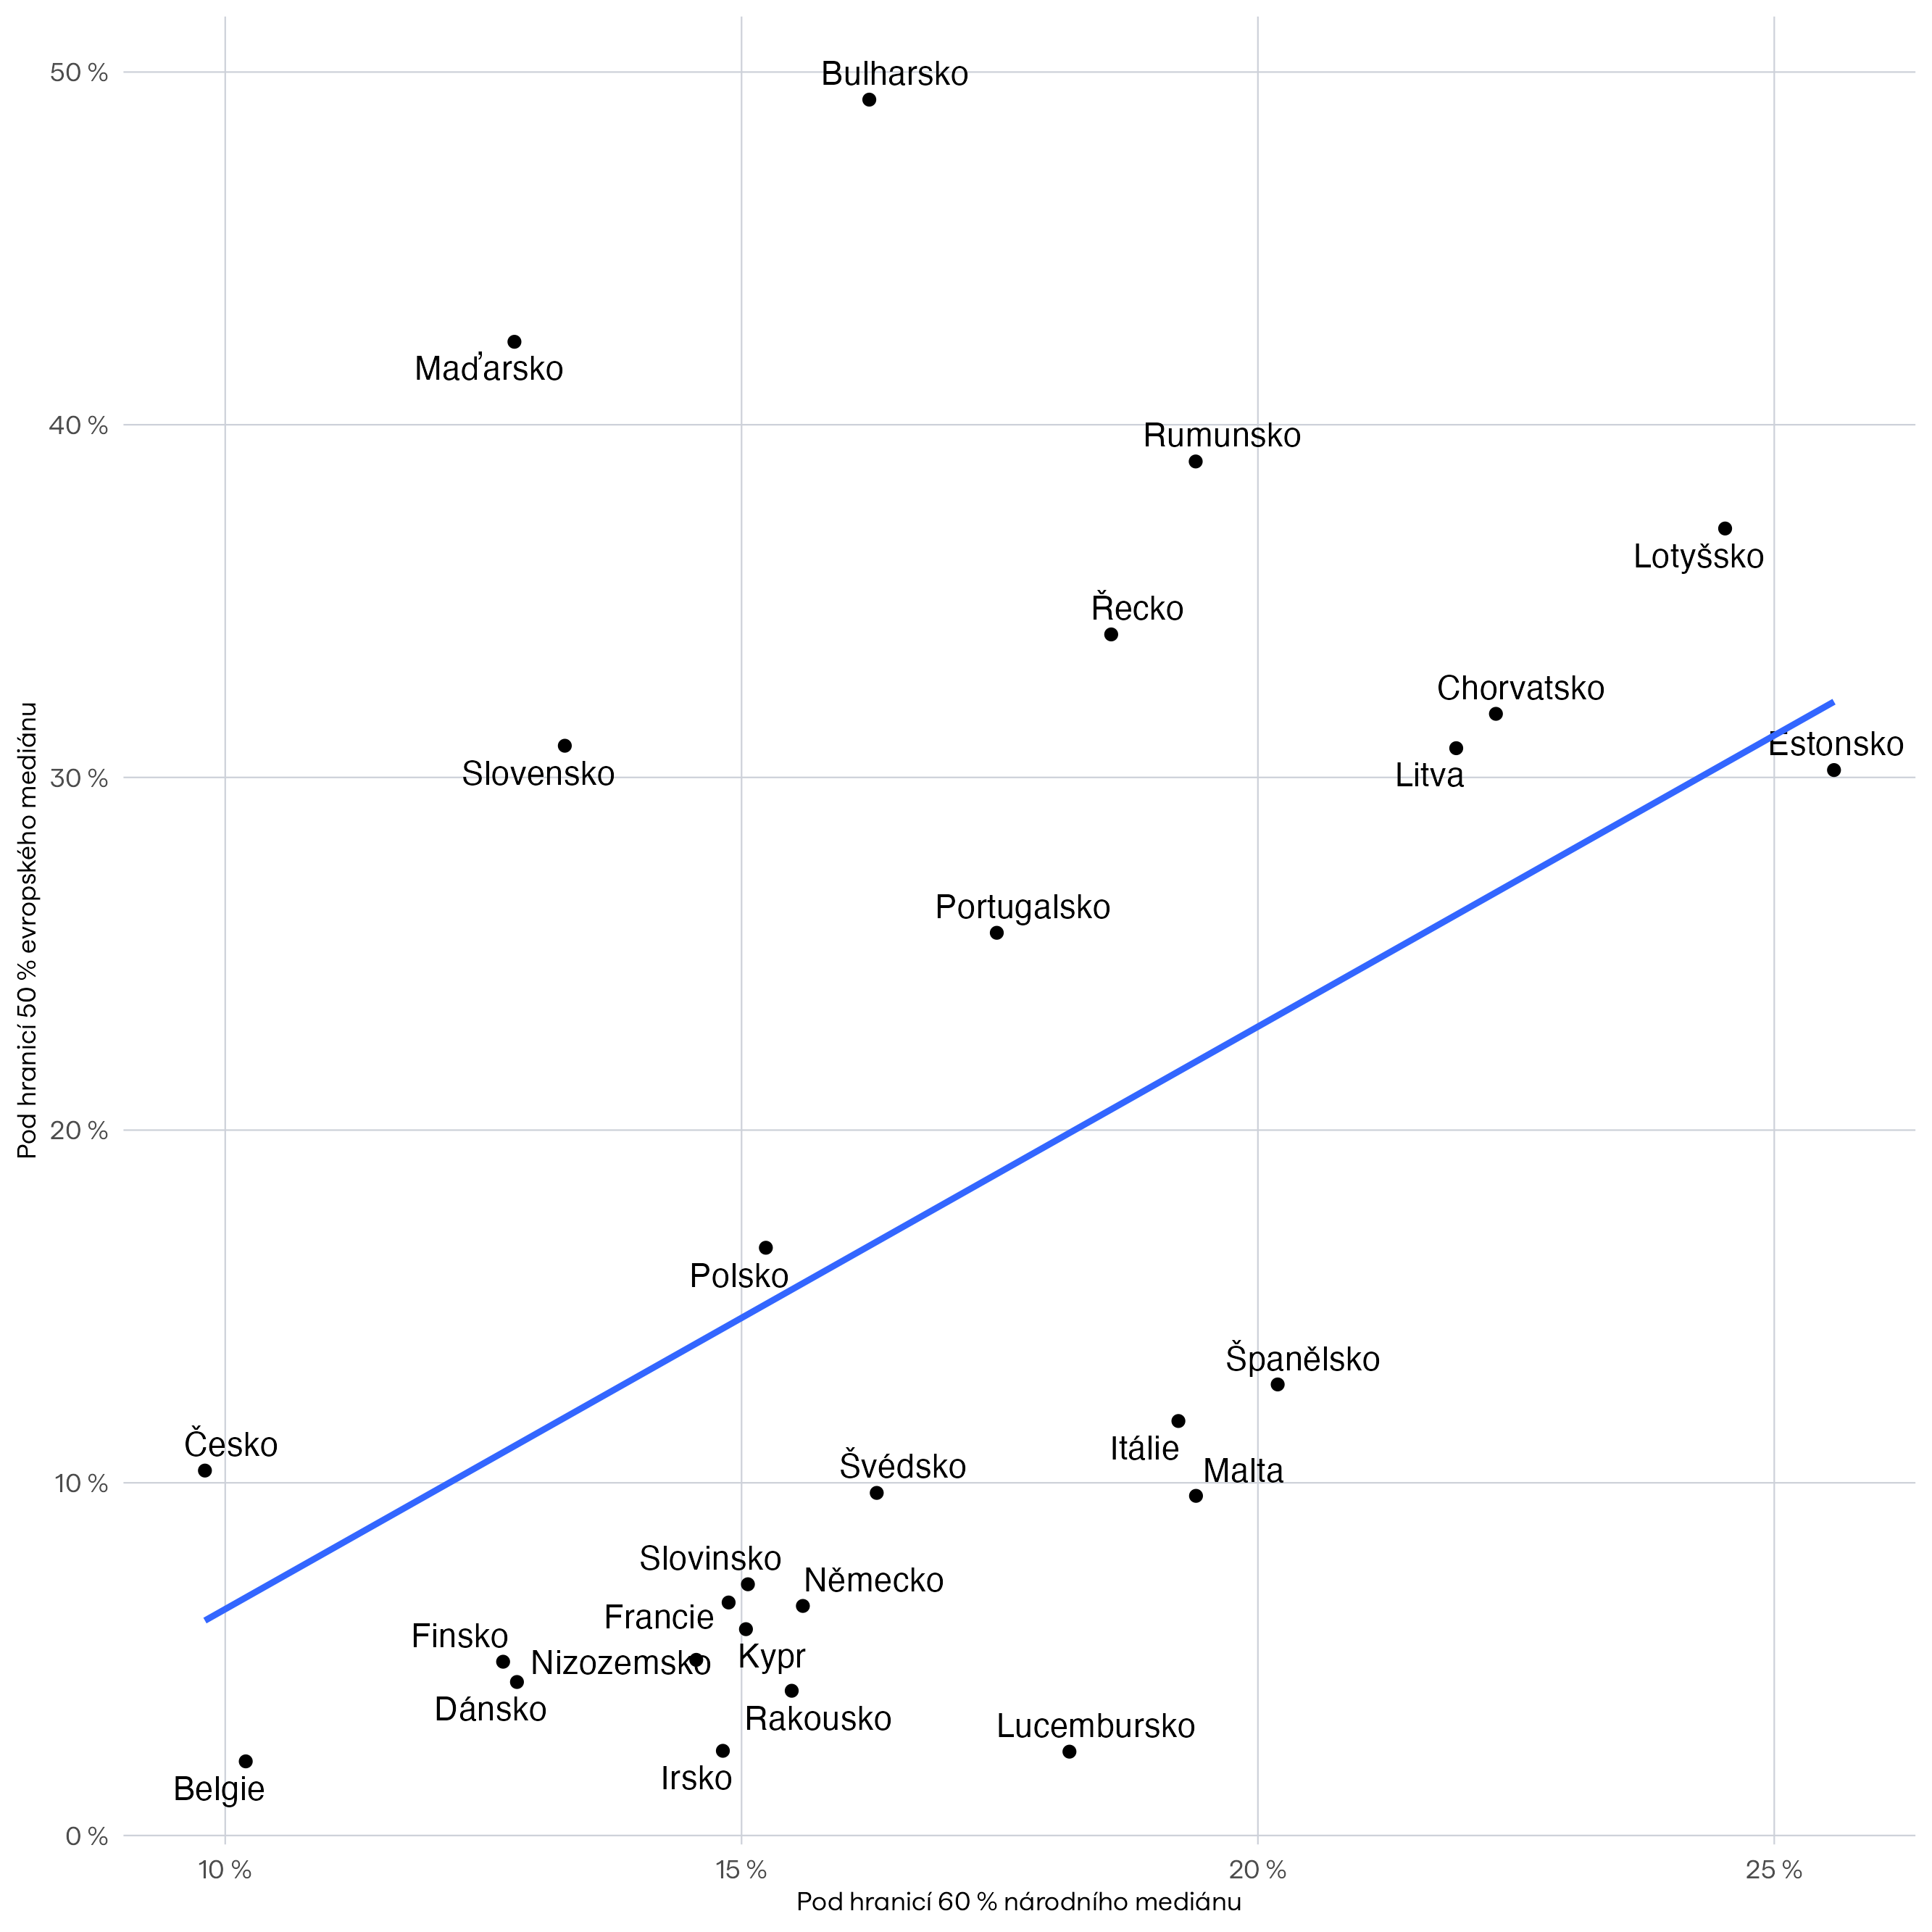 50 %
Bulharsko
Maďarsko
40 %
Rumunsko
Lotyšsko
Řecko
Chorvatsko
Estonsko
Slovensko
Litva
30 %
Portugalsko
Pod hranicí 50 % evropského mediánu
20 %
Polsko
Španělsko
Česko
Itálie
Švédsko
Malta
10 %
Slovinsko
Německo
Francie
Finsko
Nizozemsko
Kypr
Dánsko
Rakousko
Lucembursko
Irsko
Belgie
0 %
10 %
15 %
20 %
25 %
Pod hranicí 60 % národního mediánu